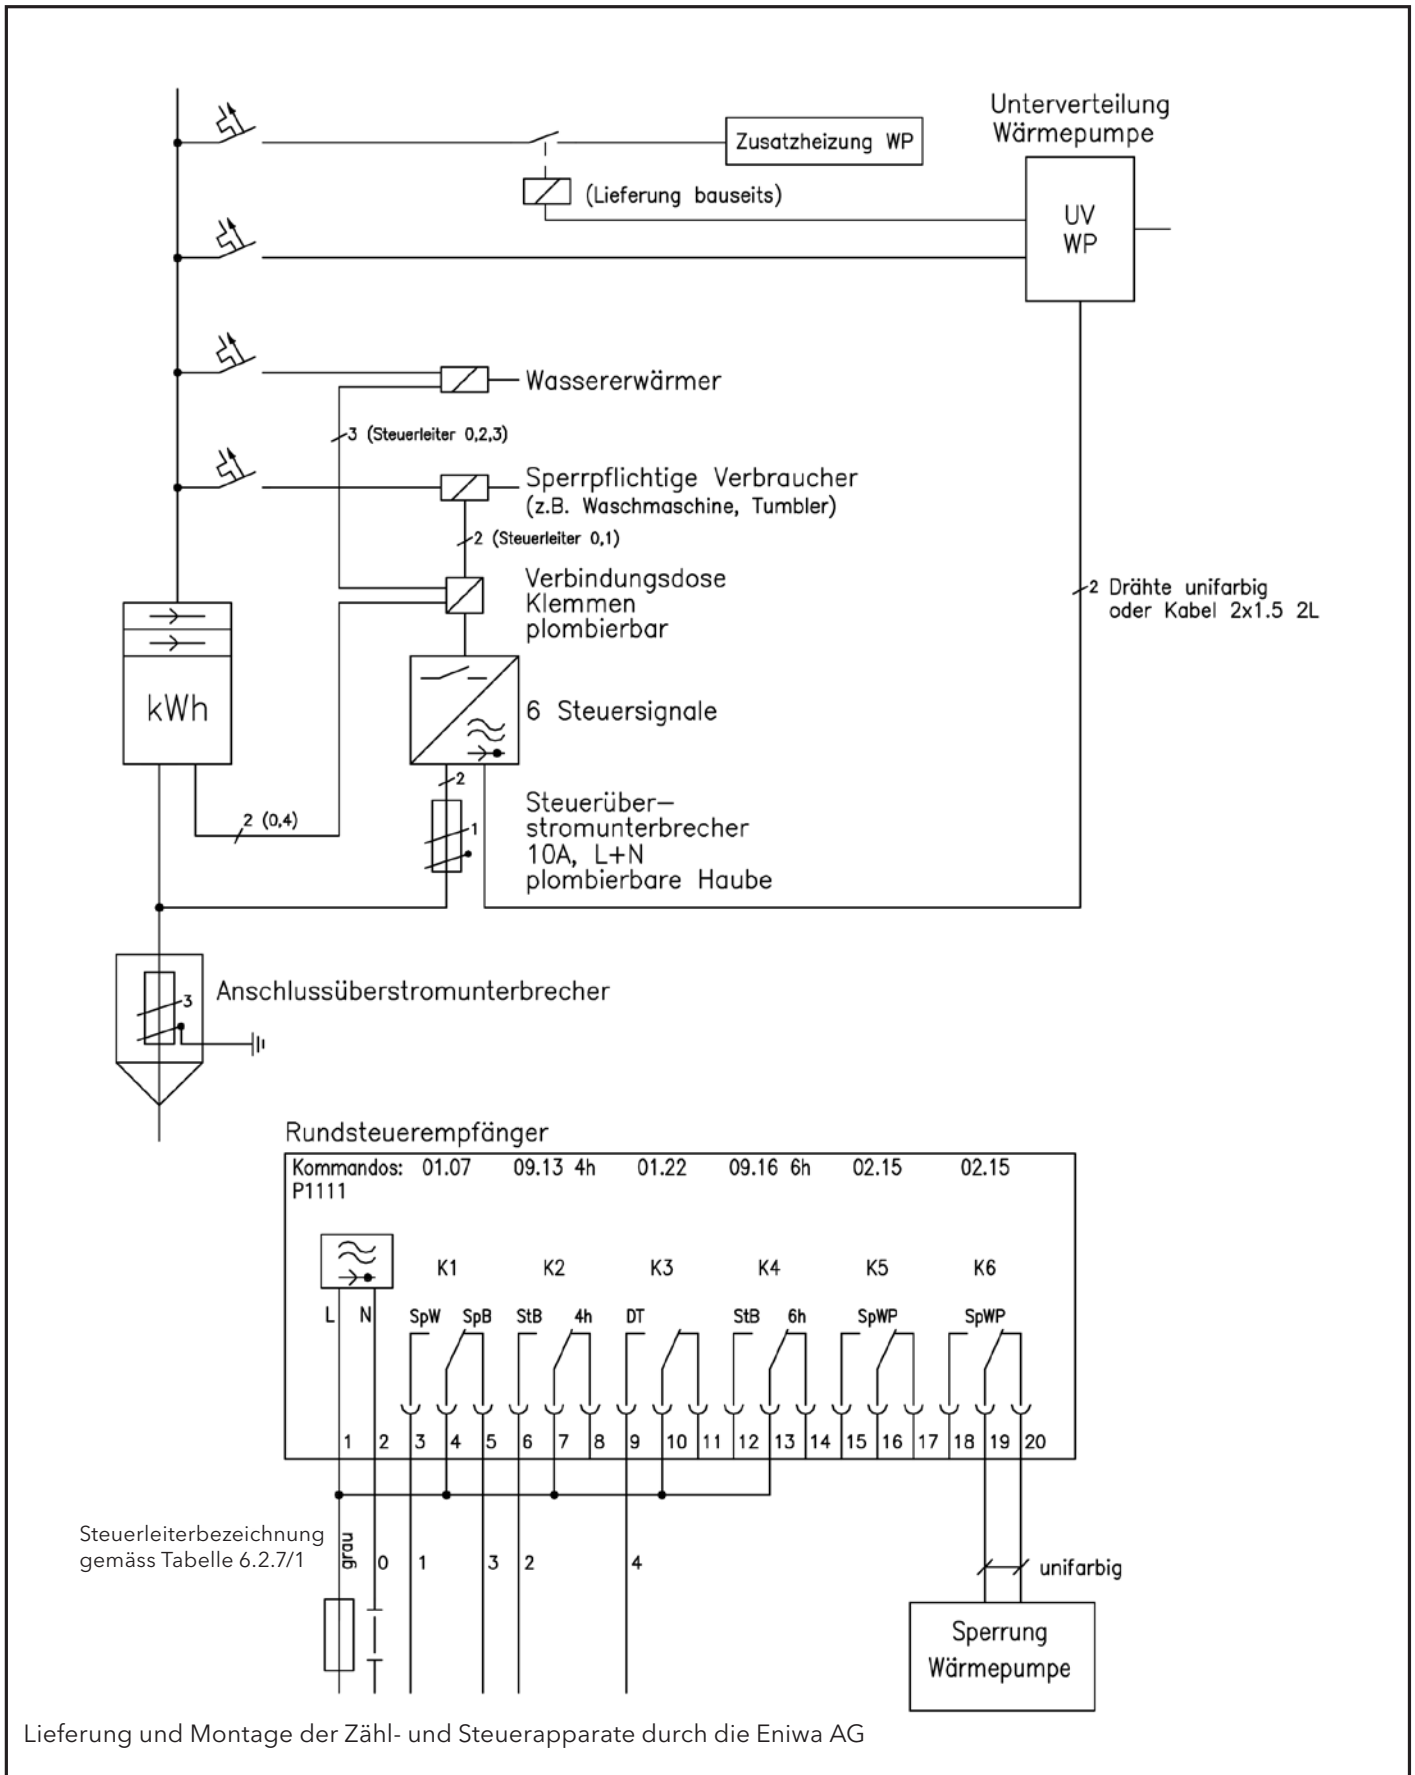 Unterverteilung
Wärmepumpe
Zusatzheizung WP
(Lieferung bauseits)
UV
WP
Wassererwärmer
3 (Steuerleiter 0,2,3)
Sperrpflichtige Verbraucher
(z.B. Waschmaschine, Tumbler)
2 (Steuerleiter 0,1)
Verbindungsdose
Klemmen
plombierbar
2 Drähte unifarbig
oder Kabel 2x1.5 2L
kWh
6 Steuersignale
2
2 (0,4)
1
Steuerüber–
stromunterbrecher
10A, L+N
plombierbare Haube
3
Anschlussüberstromunterbrecher
Rundsteuerempfänger
Kommandos: 01.07 09.13 4h 01.22 09.16 6h 02.15 02.15
P1111
K1 K2 K3 K4 K5 K6
L N SpW SpB StB 4h DT StB 6h SpWP SpWP
1 2 3 4 5 6 7 8 9 10 11 12 13 14 15 16 17 18 19 20
Steuerleiterbezeichnung
gemäss Tabelle 6.2.7/1
grau 0 1 3 2 4
unifarbig
Sperrung
Wärmepumpe
Lieferung und Montage der Zähl- und Steuerapparate durch die Eniwa AG